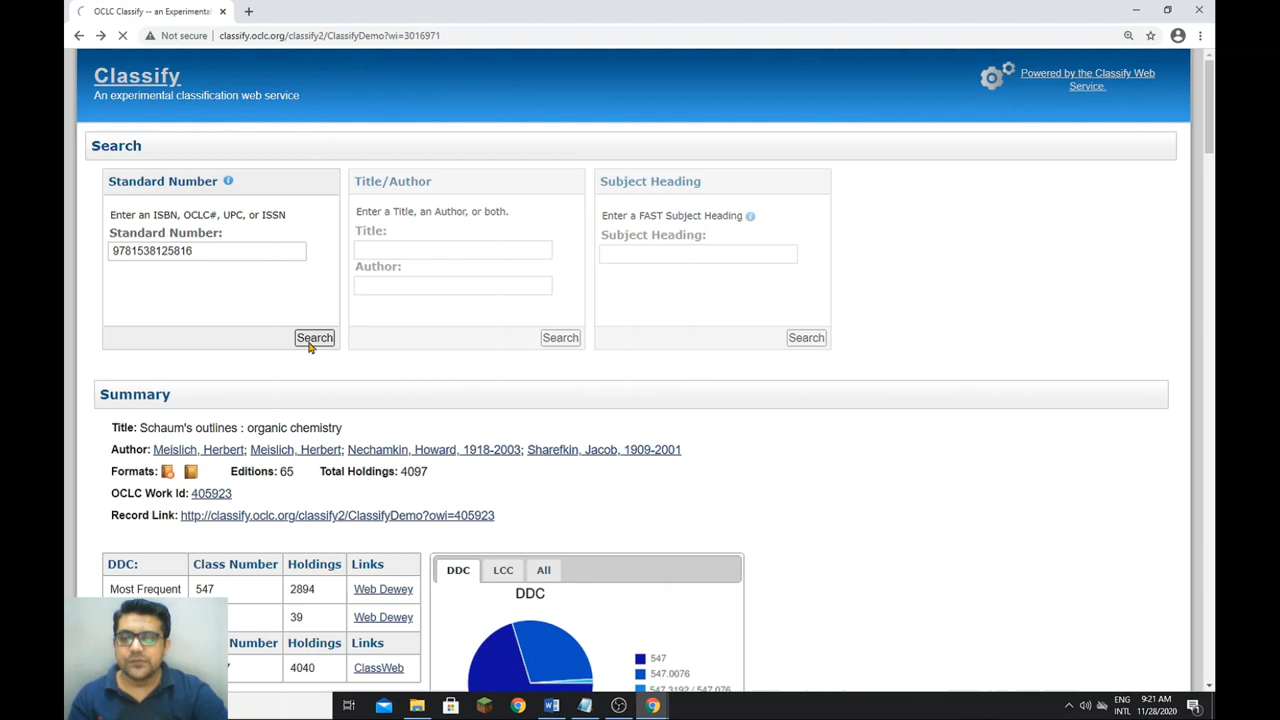 OCLC Classify -- an Experimental
Not secure
classify.oclc.org/classify2/ClassifyDemo?wi=3016971
Classify
An experimental classification web service
Powered by the Classify Web
Service.
Search
Standard Number
Title/Author
Subject Heading
Enter an ISBN, OCLC#, UPC, or ISSN
Enter a Title, an Author, or both.
Enter a FAST Subject Heading
Standard Number:
Title:
Subject Heading:
9781538125816
Author:
Search
Search
Search
Summary
Title: Schaum's outlines : organic chemistry
Author: Meislich, Herbert; Meislich, Herbert; Nechamkin, Howard, 1918-2003; Sharefkin, Jacob, 1909-2001
Formats: Editions: 65 Total Holdings: 4097
OCLC Work Id: 405923
Record Link: http://classify.oclc.org/classify2/ClassifyDemo?owi=405923
DDC: Class Number Holdings Links
Most Frequent 547 2894 Web Dewey
39 Web Dewey
Number Holdings Links
4040 ClassWeb
DDC LCC All
DDC
547
547.0076
547.3192 / 547.076
ENG
INTL
9:21 AM
11/28/2020